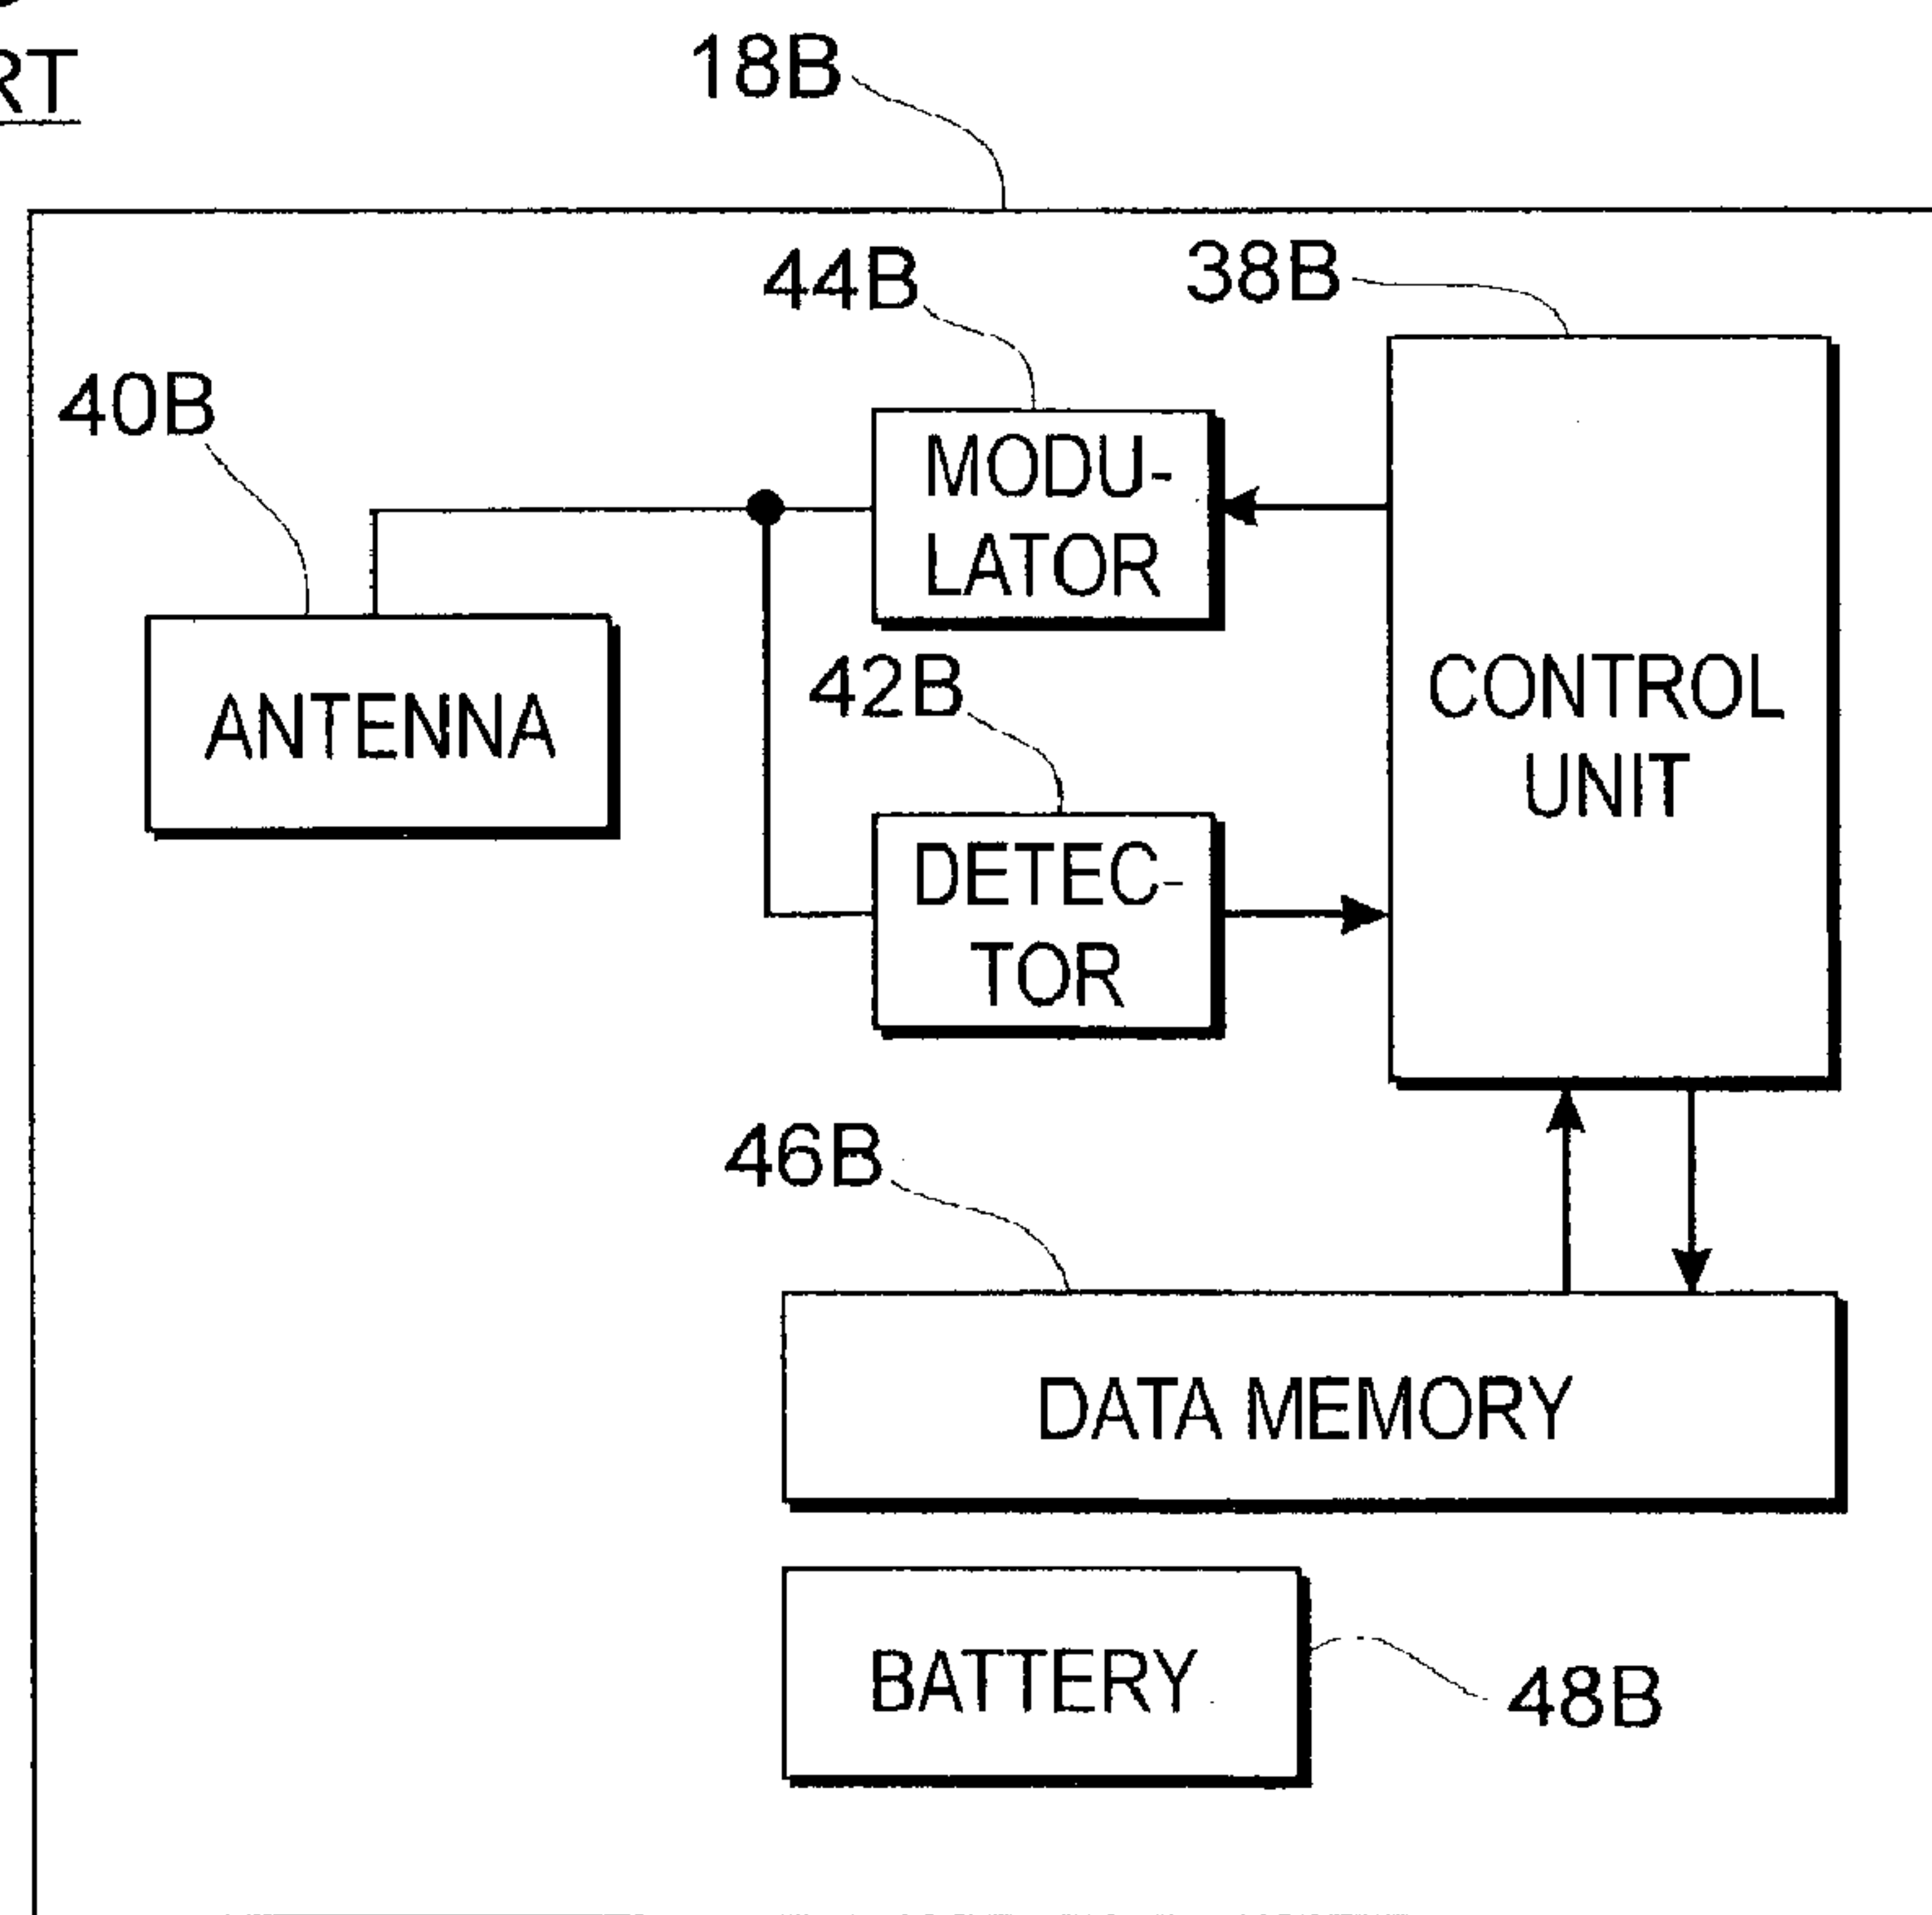 RT
18B
44B
38B
40B
MODU-
LATOR
CONTROL
UNIT
42B
ANTENNA
DETEC-
TOR
46B
DATA MEMORY
BATTERY
48B